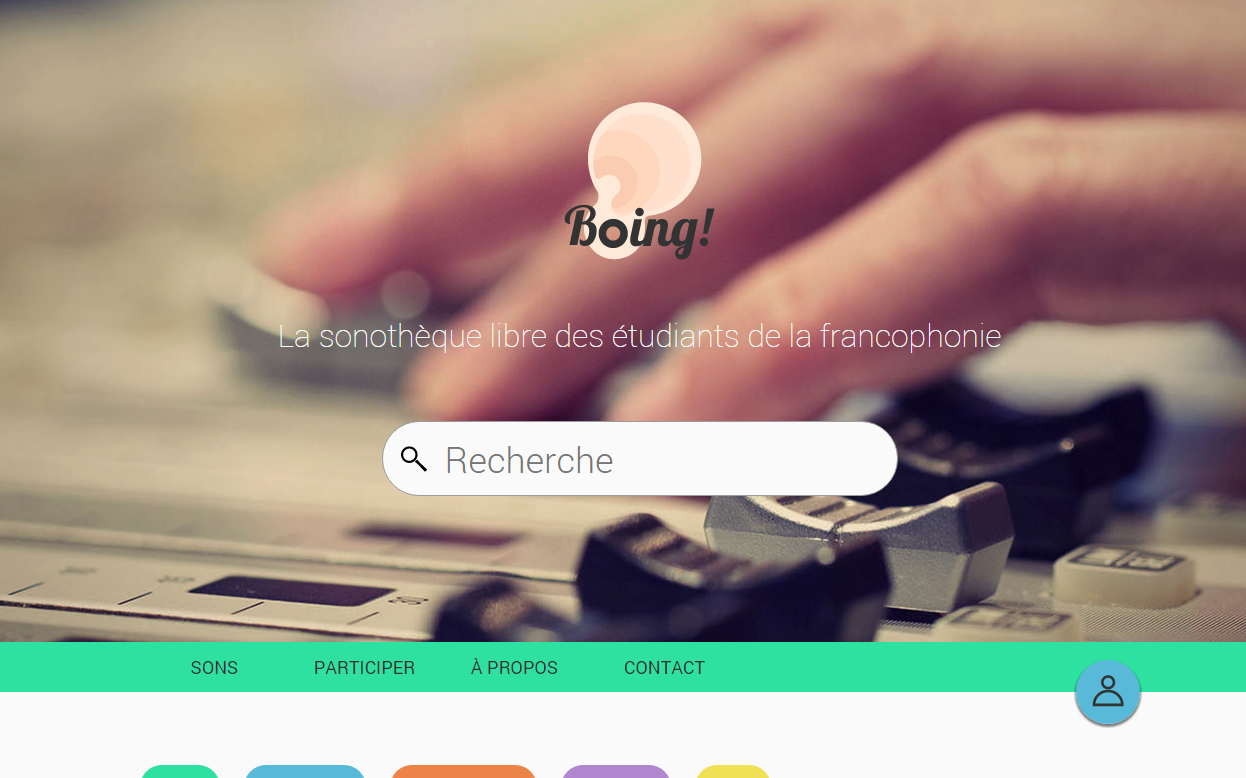 Boing!
La sonothèque libre des étudiants de la francophonie
Recherche
SONS PARTICIPER À PROPOS CONTACT